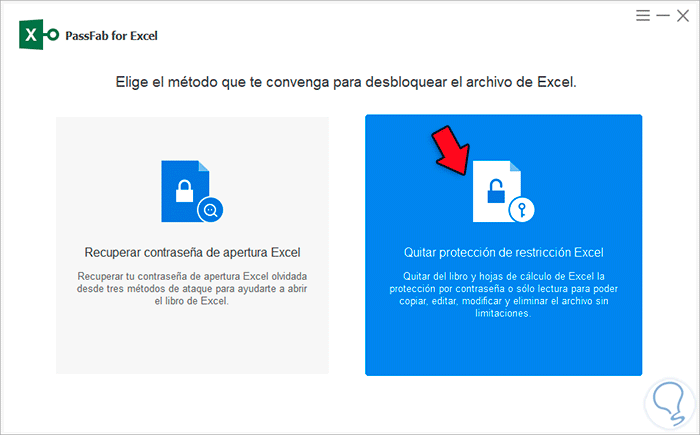 X
PassFab for Excel
Elige el método que te convenga para desbloquear el archivo de Excel.
Recuperar contraseña de apertura Excel
Recuperar tu contraseña de apertura Excel olvidada
desde tres métodos de ataque para ayudarte a abrir
el libro de Excel.
Quitar protección de restricción Excel
Quitar del libro y hojas de cálculo de Excel la
protección por contraseña o sólo lectura para poder
copiar, editar, modificar y eliminar el archivo sin
limitaciones.